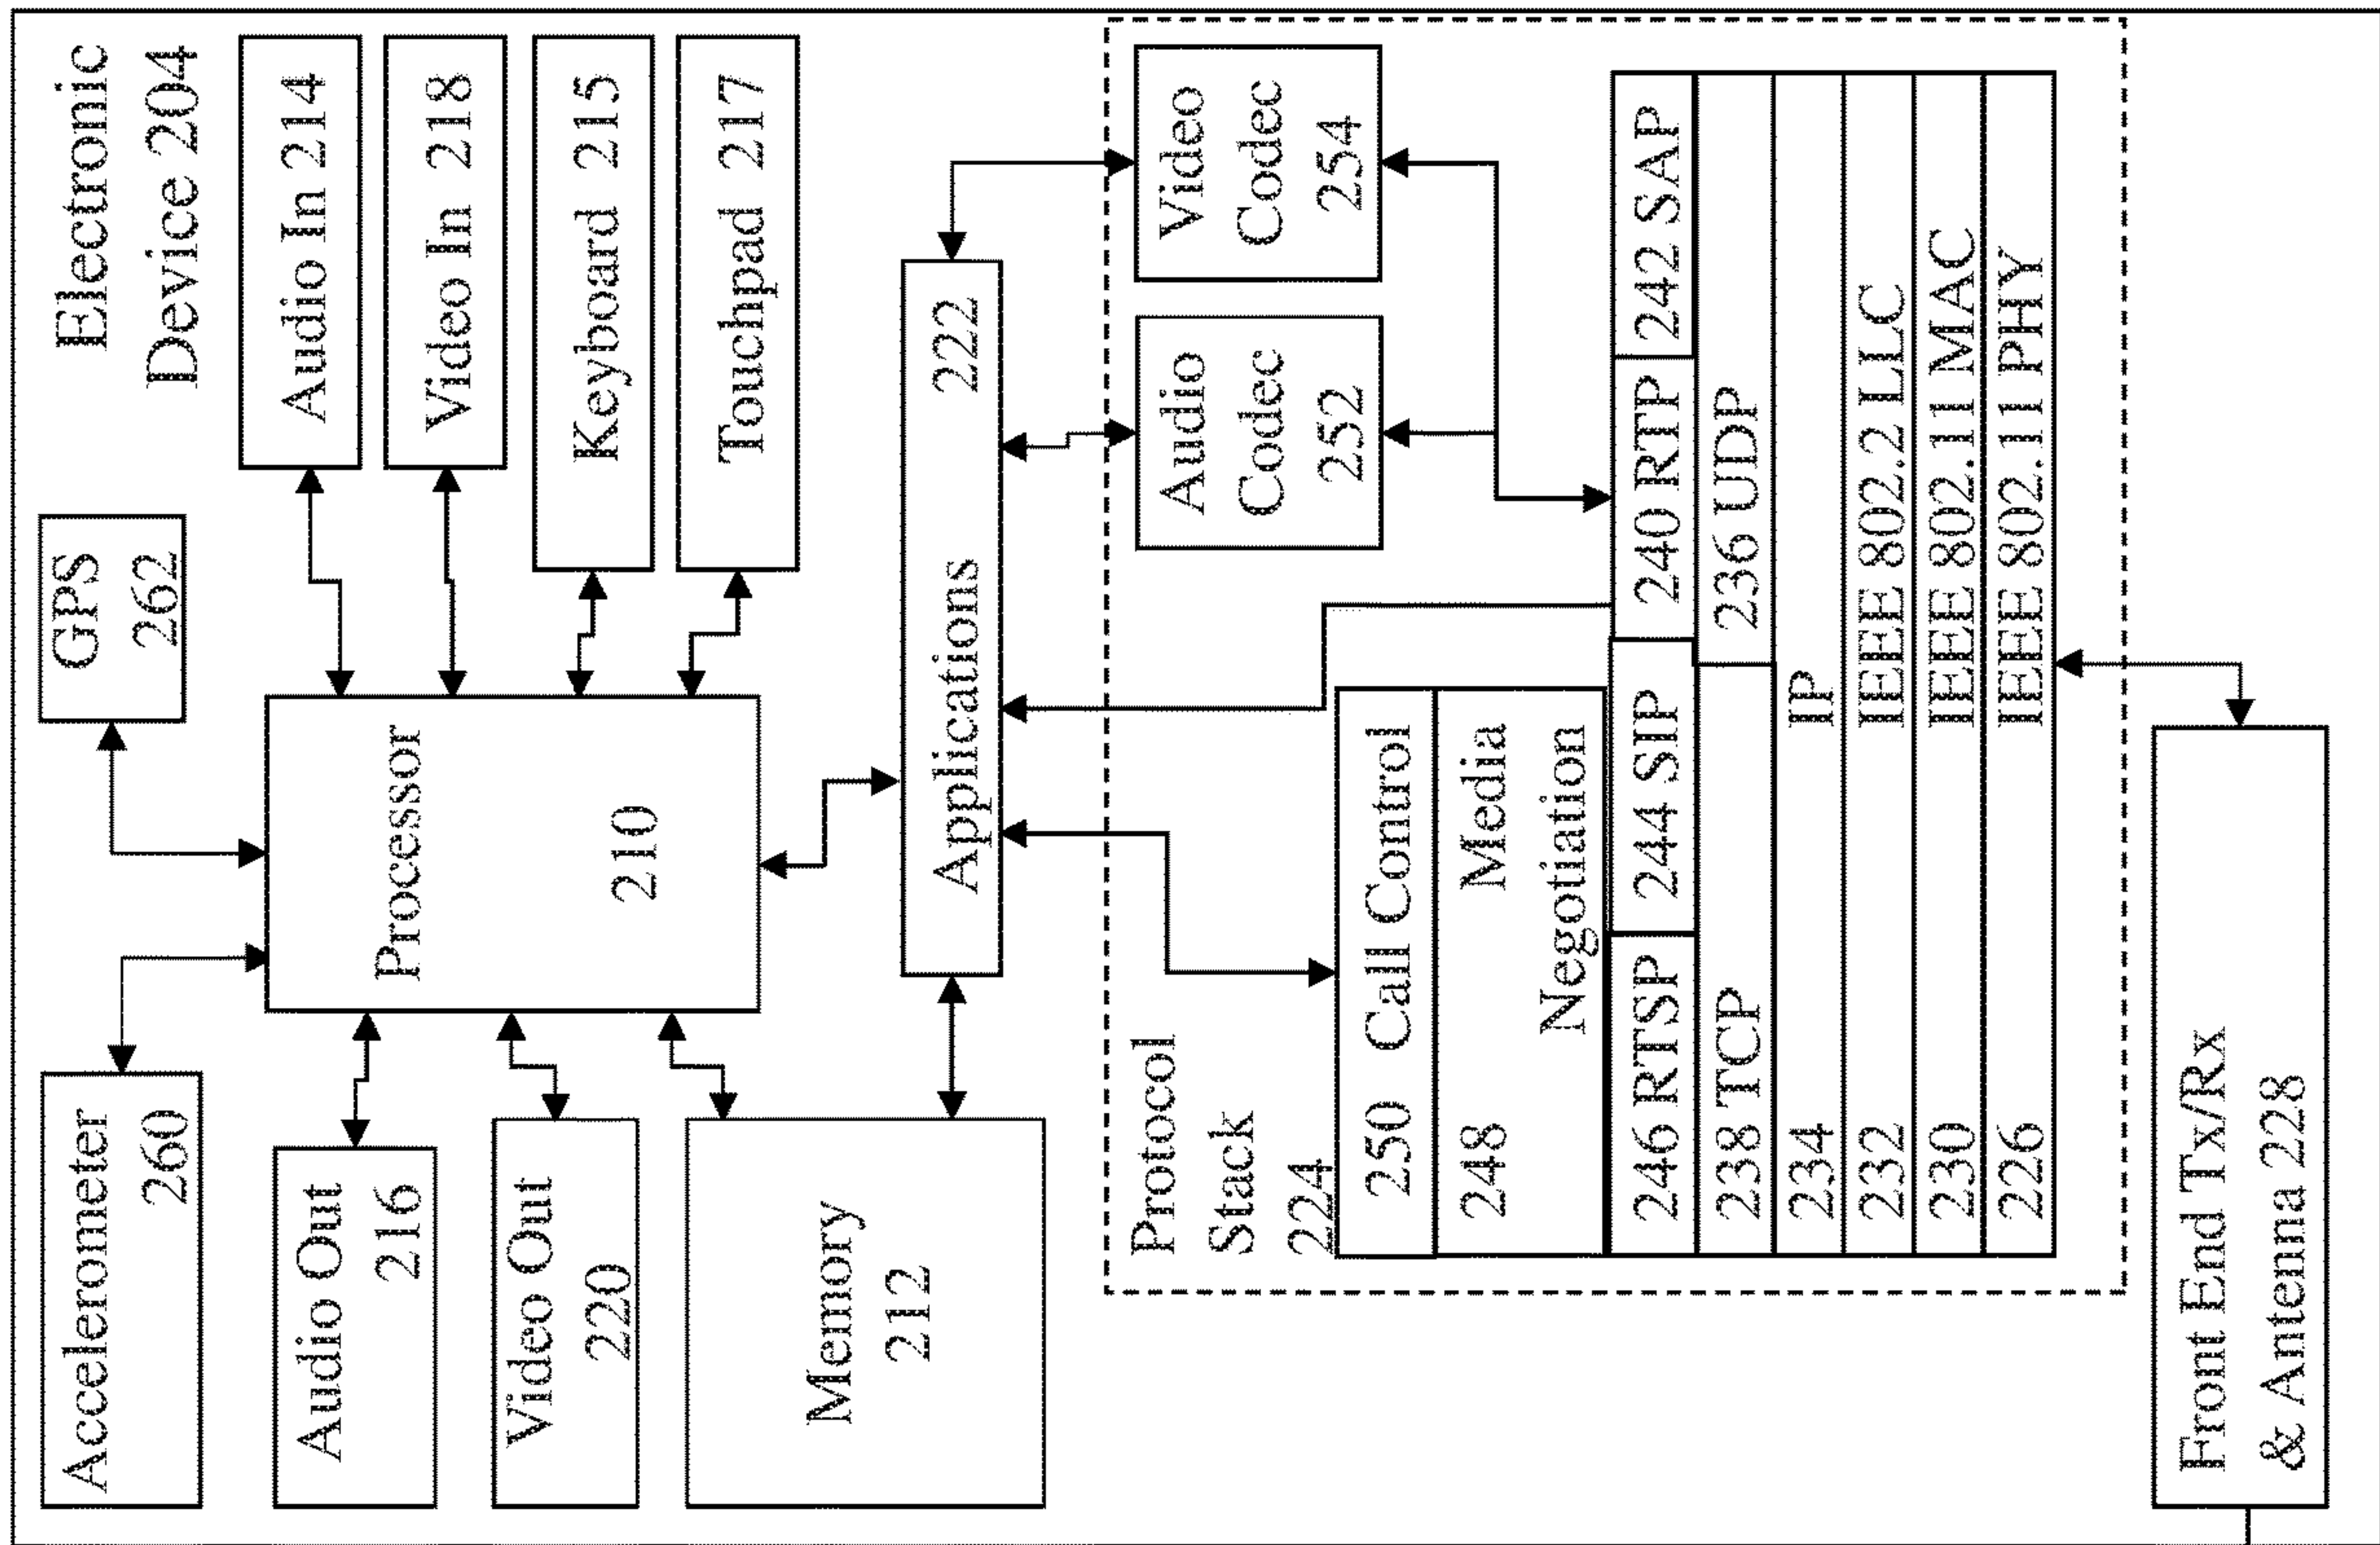 Electronic
Device 204
Accelerometer
260
GPS
262
Audio In 214
Video In 218
Keyboard 215
Touchpad 217
Processor
210
Audio Out
216
Video Out
220
Memory
212
Applications 222
Protocol
Stack
224
Audio
Codec
252
Video
Codec
254
250 Call Control
248 Media
Negotiation
246 RTSP
244 SIP
240 RTP
242 SAP
238 TCP
236 UDP
234 IP
232 IEEE 802.2 LLC
230 IEEE 802.11 MAC
226 IEEE 802.11 PHY
Front End Tx/Rx
& Antenna 228